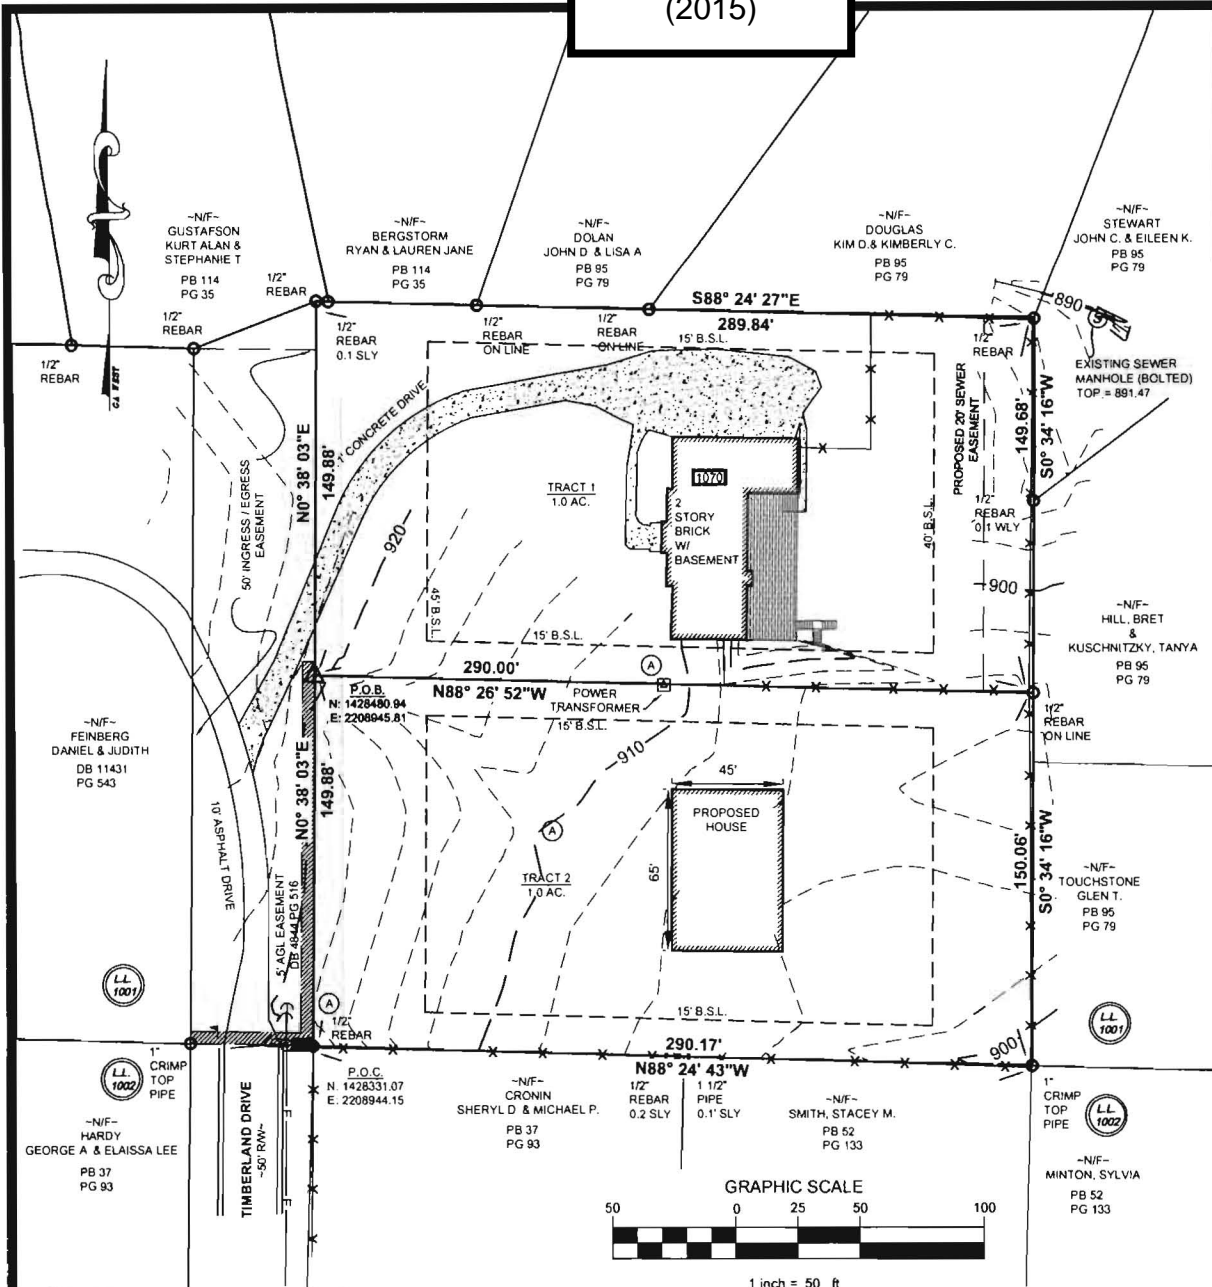 (2015)
~N/F~
GUSTAFSON
KURT ALAN &
STEPHANIE T
PB 114
PG 35
~N/F~
BERGSTORM
RYAN & LAUREN JANE
PB 114
PG 35
~N/F~
DOLAN
JOHN D & LISA A
PB 95
PG 79
~N/F~
DOUGLAS
KIM D.& KIMBERLY C.
PB 95
PG 79
~N/F~
STEWART
JOHN C. & EILEEN K.
PB 95
PG 79
GA WEST
1/2"
REBAR
1/2"
REBAR
1/2"
REBAR
1/2"
REBAR
0.1 SLY
1/2"
REBAR
ON LINE
1/2"
REBAR
ON LINE
S88° 24' 27"E
289.84'
15' B.S.L.
1/2"
REBAR
890
S
EXISTING SEWER
MANHOLE (BOLTED)
TOP = 891.47
PROPOSED 20' SEWER
EASEMENT
149.68'
S0° 34' 16"W
1/2"
REBAR
0.1 WLY
N0° 38' 03"E
149.88'
1' CONCRETE DRIVE
50' INGRESS / EGRESS
EASEMENT
920
TRACT 1
1.0 AC.
1070
2
STORY
BRICK
W/
BASEMENT
40' B.S.L.
45' B.S.L.
15' B.S.L.
900
~N/F~
HILL, BRET
&
KUSCHNITZKY, TANYA
PB 95
PG 79
290.00'
N88° 26' 52"W
A
POWER
TRANSFORMER
15' B.S.L.
P.O.B.
N: 1428480.94
E: 2208945.81
1/2"
REBAR
ON LINE
~N/F~
FEINBERG
DANIEL & JUDITH
DB 11431
PG 543
N0° 38' 03"E
149.88'
910
45'
PROPOSED
HOUSE
65'
A
TRACT 2
1.0 AC.
150.06'
S0° 34' 16"W
~N/F~
TOUCHSTONE
GLEN T.
PB 95
PG 79
10' ASPHALT DRIVE
5' AGL EASEMENT
DB 4844 PG 516
LL
1001
A
1/2"
REBAR
15' B.S.L.
LL
1001
900
290.17'
N88° 24' 43"W
1"
CRIMP
TOP
PIPE
LL
1002
P.O.C.
N. 1428331.07
E: 2208944.15
~N/F~
CRONIN
SHERYL D & MICHAEL P.
PB 37
PG 93
1/2"
REBAR
0.2 SLY
1 1/2"
PIPE
0.1' SLY
~N/F~
SMITH, STACEY M.
PB 52
PG 133
1"
CRIMP
TOP
PIPE
LL
1002
~N/F~
HARDY
GEORGE A & ELAISSA LEE
PB 37
PG 93
TIMBERLAND DRIVE
~50' R/W~
F
F
~N/F~
MINTON, SYLVIA
PB 52
PG 133
GRAPHIC SCALE
50 0 25 50 100
1 inch = 50 ft